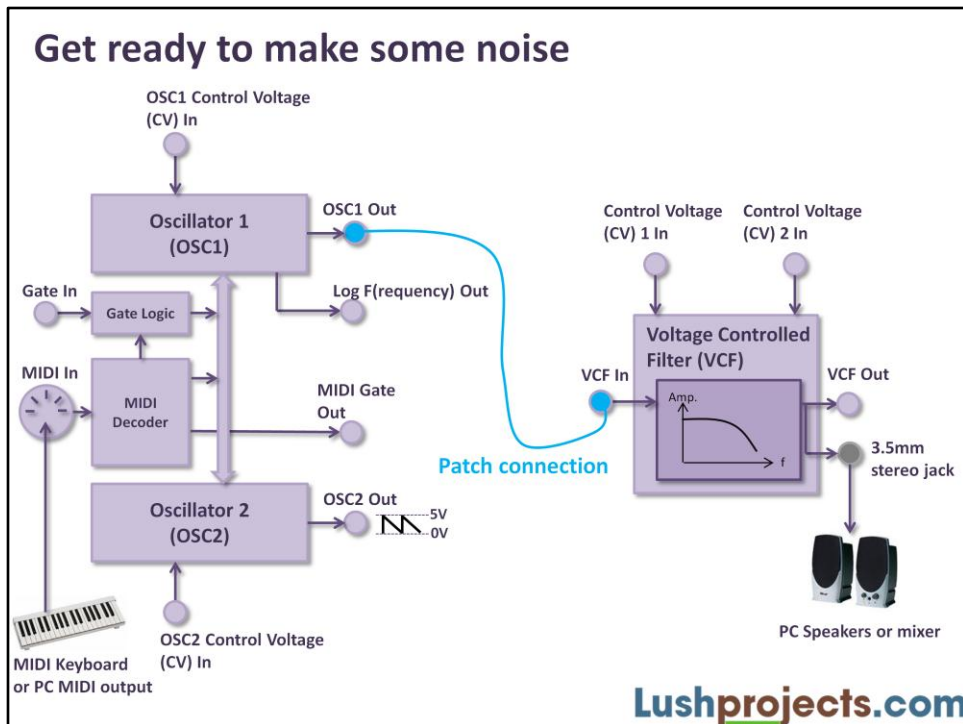 Get ready to make some noise
OSC1 Control Voltage
(CV) In
Oscillator 1
(OSC1)
OSC1 Out
Control Voltage
(CV) 1 In
Control Voltage
(CV) 2 In
Gate In
Gate Logic
Log F(requency) Out
Voltage Controlled
Filter (VCF)
MIDI In
MIDI
Decoder
MIDI Gate
Out
VCF In
Amp.
f
VCF Out
Patch connection
3.5mm
stereo jack
Oscillator 2
(OSC2)
OSC2 Out
5V
0V
OSC2 Control Voltage
(CV) In
MIDI Keyboard
or PC MIDI output
PC Speakers or mixer
Lushprojects.com